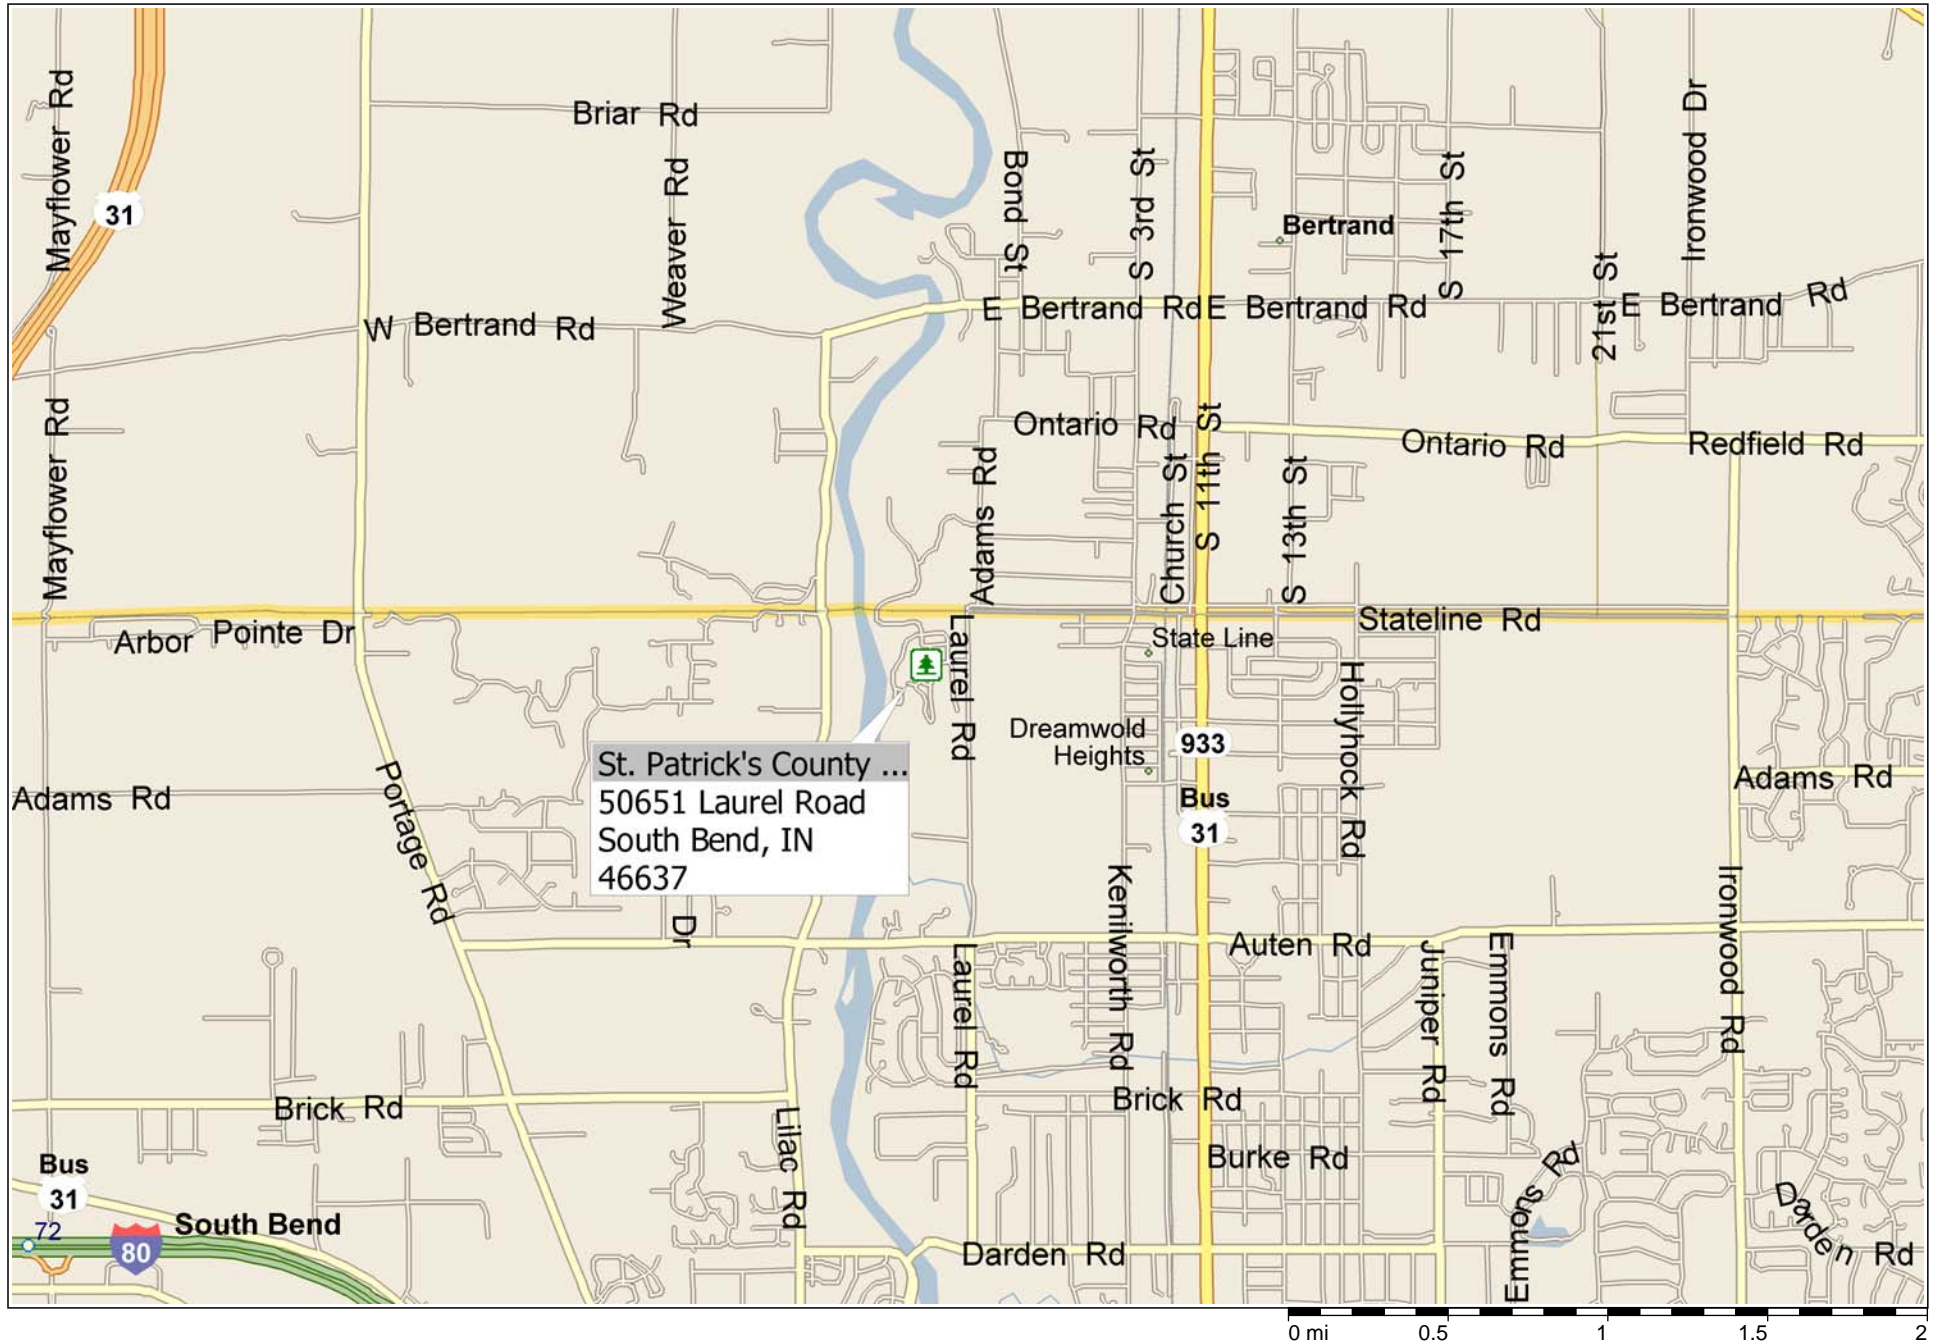 Mayflower Rd
31
Briar Rd
Weaver Rd
Bond St
S 3rd St
Bertrand
S 17th St
21st St
Ironwood Dr
W Bertrand Rd
E Bertrand Rd
E Bertrand Rd
E Bertrand Rd
Mayflower Rd
Ontario Rd
Adams Rd
Church St
S 11th St
S 13th St
Ontario Rd
Redfield Rd
Arbor Pointe Dr
Stateline Rd
State Line
Laurel Rd
Hollyhock Rd
Dreamwold
Heights
933
Bus
31
Adams Rd
Portage Rd
St. Patrick's County ...
50651 Laurel Road
South Bend, IN
46637
Adams Rd
Dr
Kenilworth Rd
Auten Rd
Laurel Rd
Juniper Rd
Emmons Rd
Ironwood Rd
Brick Rd
Brick Rd
Lilac Rd
Burke Rd
Emmons Rd
Darden Rd
Bus
31
72
80
South Bend
Darden Rd
0 mi 0.5 1 1.5 2